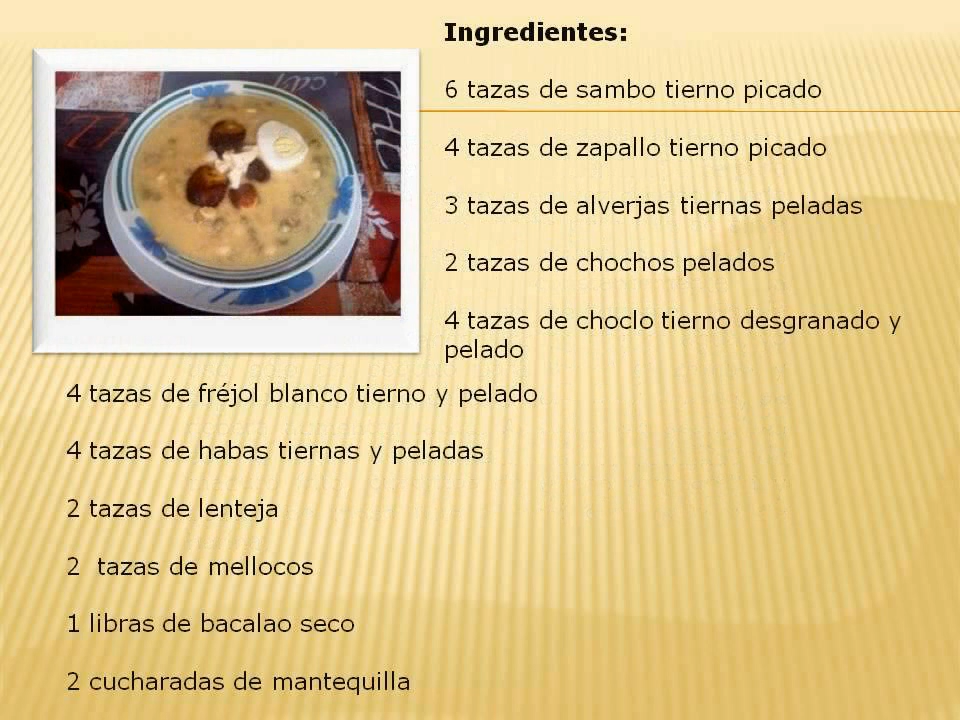 Ingredientes:
6 tazas de sambo tierno picado
4 tazas de zapallo tierno picado
3 tazas de alverjas tiernas peladas
2 tazas de chochos pelados
4 tazas de choclo tierno desgranado y
pelado
4 tazas de fréjol blanco tierno y pelado
4 tazas de habas tiernas y peladas
2 tazas de lenteja
2 tazas de mellocos
1 libras de bacalao seco
2 cucharadas de mantequilla